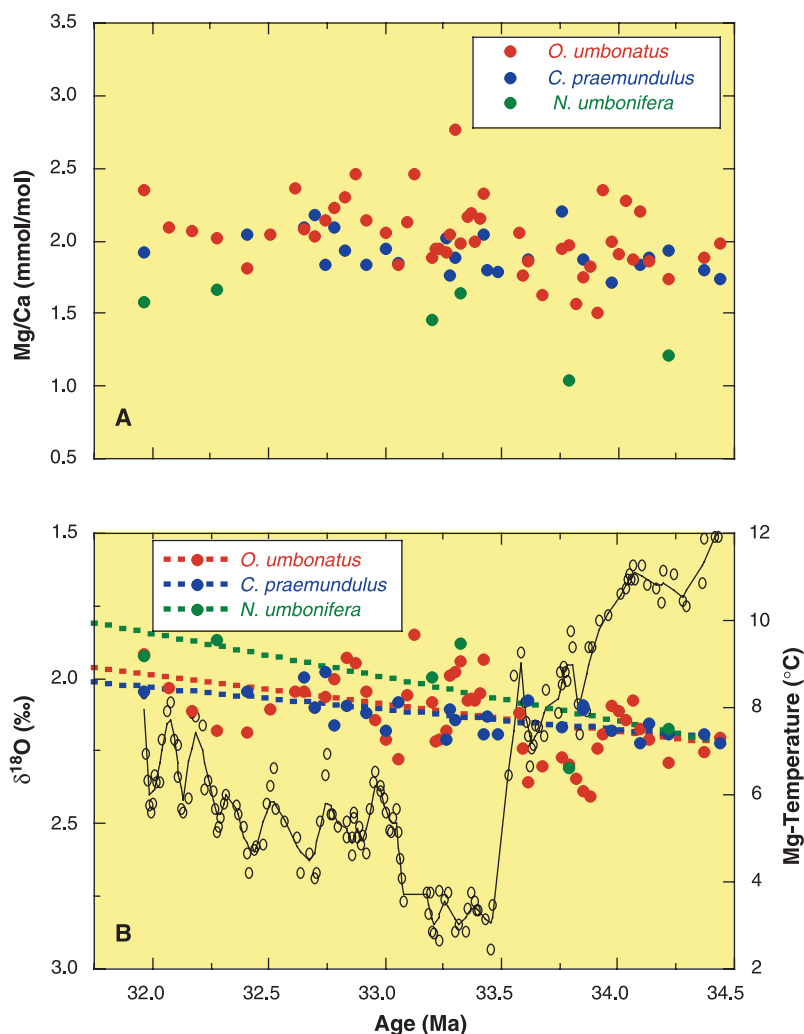 3.5
3.0
2.5
2.0
1.5
1.0
0.5
Mg/Ca (mmol/mol)
O. umbonatus
C. praemundulus
N. umbonifera
A
1.5
2.0
2.5
3.0
δ18O (‰)
O. umbonatus
C. praemundulus
N. umbonifera
B
12
10
8
6
4
2
Mg-Temperature (°C)
32.0 32.5 33.0 33.5 34.0 34.5
Age (Ma)